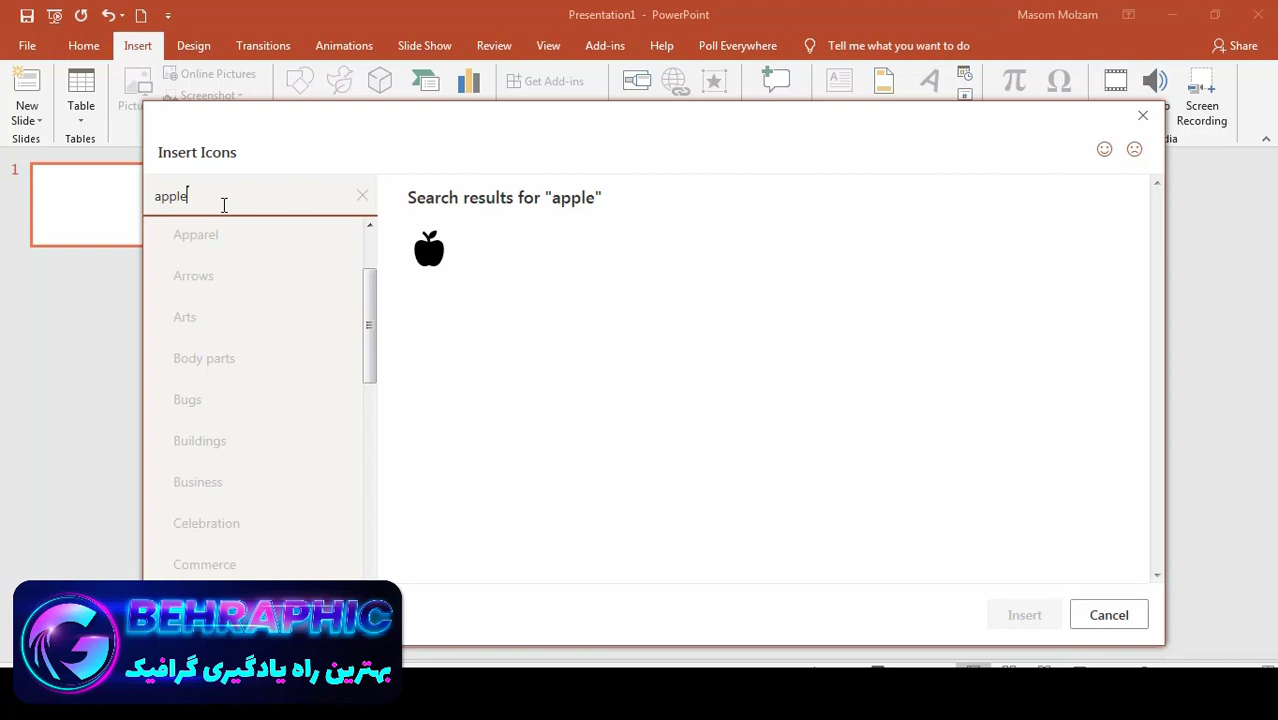 Presentation1 - PowerPoint
Masom Molzam
File Home Insert Design Transitions Animations Slide Show Review View Add-ins Help Poll Everywhere Tell me what you want to do Share
New Slide
Slides
Table
Tables
Online Pictures
Screenshot
Get Add-ins
Screen Recording
Insert Icons
apple
Apparel
Arrows
Arts
Body parts
Bugs
Buildings
Business
Celebration
Commerce
Search results for "apple"
Insert
Cancel
1
BEHRAPHIC
بهترین راه یادگیری گرافیک